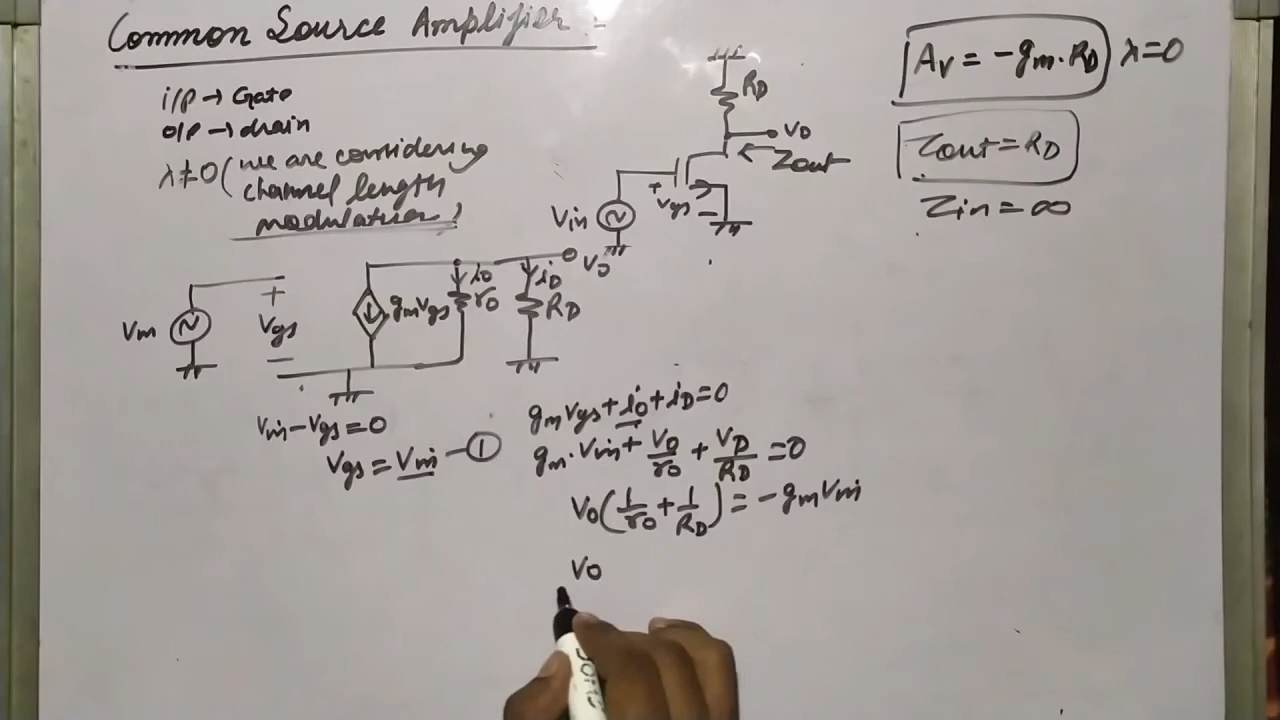 Common Source Amplifier :-
i/p → Gate
o/p → drain
λ≠0 (we are considering
channel length
modulation)
RD
VD
Zout
Vin
+ Vgs −
Av = -gm.RD λ=0
Zout = RD
Zin = ∞
Vin
+
Vgs
−
gmVgs
io
ro
iD
RD
Vo
Vin-Vgs=0
Vgs = Vin - ①
gmVgs+io+iD=0
gm.Vin+ Vo/ro + VD/RD =0
Vo(1/ro + 1/RD) = -gmVin
Vo